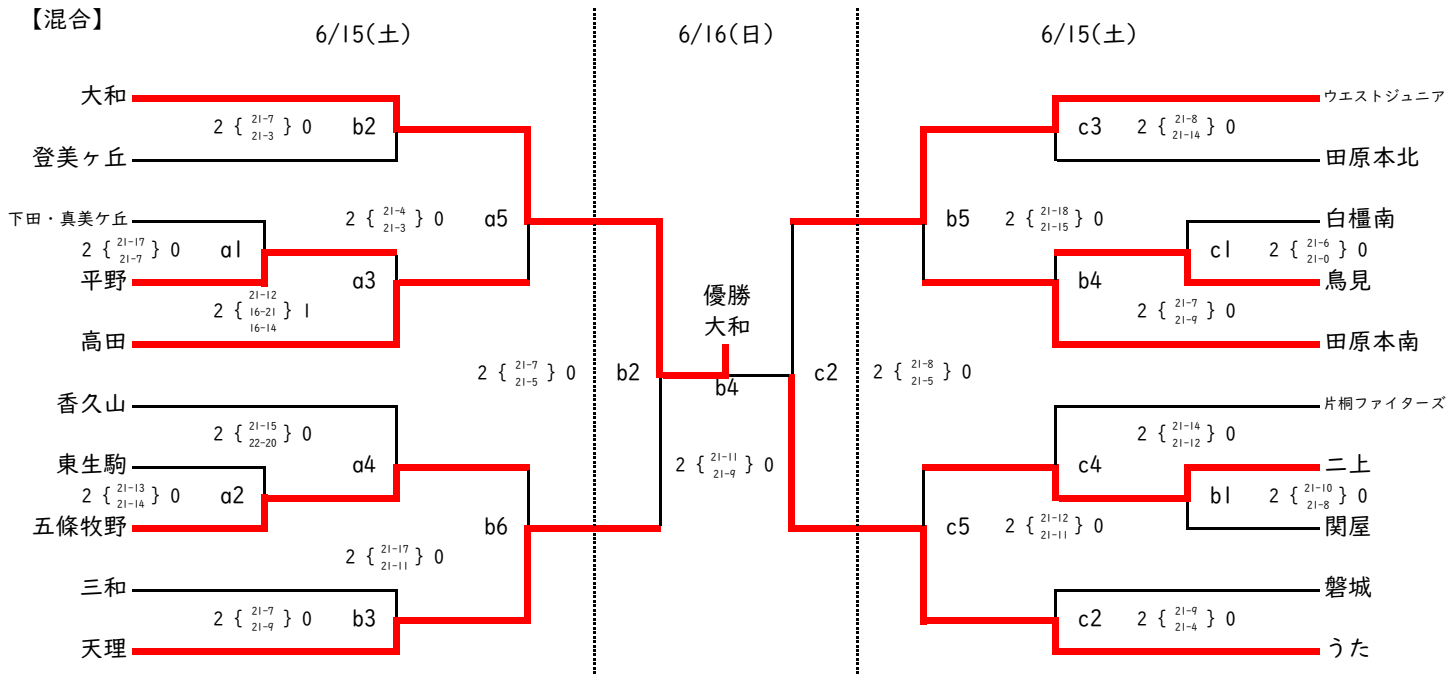 【混合】
6/15(土)
6/16(日)
6/15(土)
大和
2 { 21-7 21-3 } 0 b2
登美ヶ丘
下田・真美ケ丘
2 { 21-17 21-7 } 0 a1
平野
2 { 21-4 21-3 } 0 a5
a3
2 { 21-12 16-21 16-14 } 1
高田
2 { 21-7 21-5 } 0 b2
香久山
2 { 21-15 22-20 } 0
東生駒
a4
2 { 21-13 21-14 } 0 a2
五條牧野
b6
2 { 21-17 21-11 } 0
三和
2 { 21-7 21-9 } 0 b3
天理
優勝
大和
b4
2 { 21-11 21-9 } 0
ウエストジュニア
c3 2 { 21-8 21-14 } 0
田原本北
b5 2 { 21-18 21-15 } 0
白橿南
c1 2 { 21-6 21-0 } 0
鳥見
b4
2 { 21-7 21-9 } 0
田原本南
c2 2 { 21-8 21-5 } 0
片桐ファイターズ
2 { 21-14 21-12 } 0
c4
二上
b1 2 { 21-10 21-8 } 0
関屋
c5 2 { 21-12 21-11 } 0
磐城
c2 2 { 21-9 21-4 } 0
うた